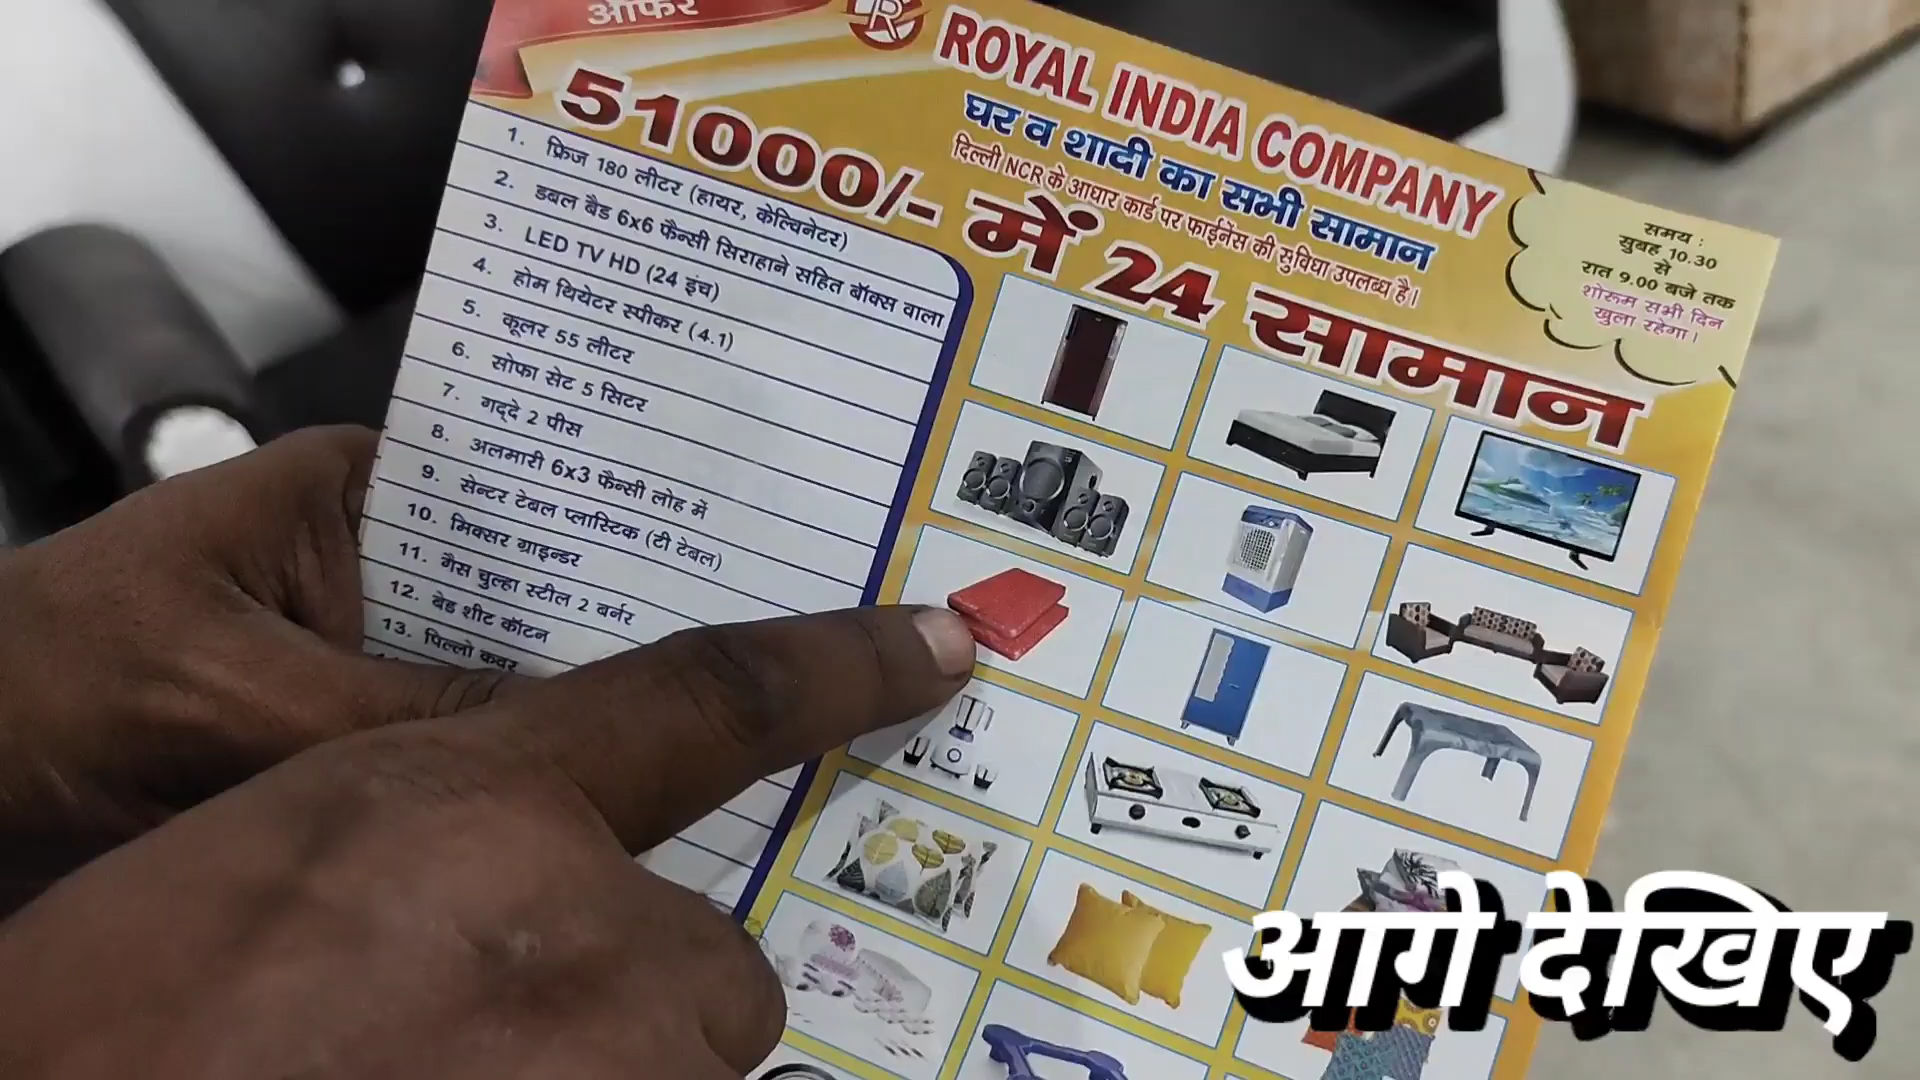 ऑफर
R
ROYAL INDIA COMPANY
घर व शादी का सभी सामान
दिल्ली NCR के आधार कार्ड पर फाईनेंस की सुविधा उपलब्ध है।
51000/- में 24 सामान
समय :
सुबह 10.30
से
रात 9.00 बजे तक
शोरूम सभी दिन
खुला रहेगा।
1. फ्रिज 180 लीटर (हायर, केल्विनेटर)
2. डबल बैड 6x6 फैन्सी सिराहाने सहित बॉक्स वाला
3. LED TV HD (24 इंच)
4. होम थियेटर स्पीकर (4.1)
5. कूलर 55 लीटर
6. सोफा सेट 5 सिटर
7. गद्दे 2 पीस
8. अलमारी 6x3 फैन्सी लोह में
9. सेन्टर टेबल प्लास्टिक (टी टेबल)
10. मिक्सर ग्राइन्डर
11. गैस चुल्हा स्टील 2 बर्नर
12. बेड शीट कॉटन
13. पिल्लो कवर
आगे देखिए